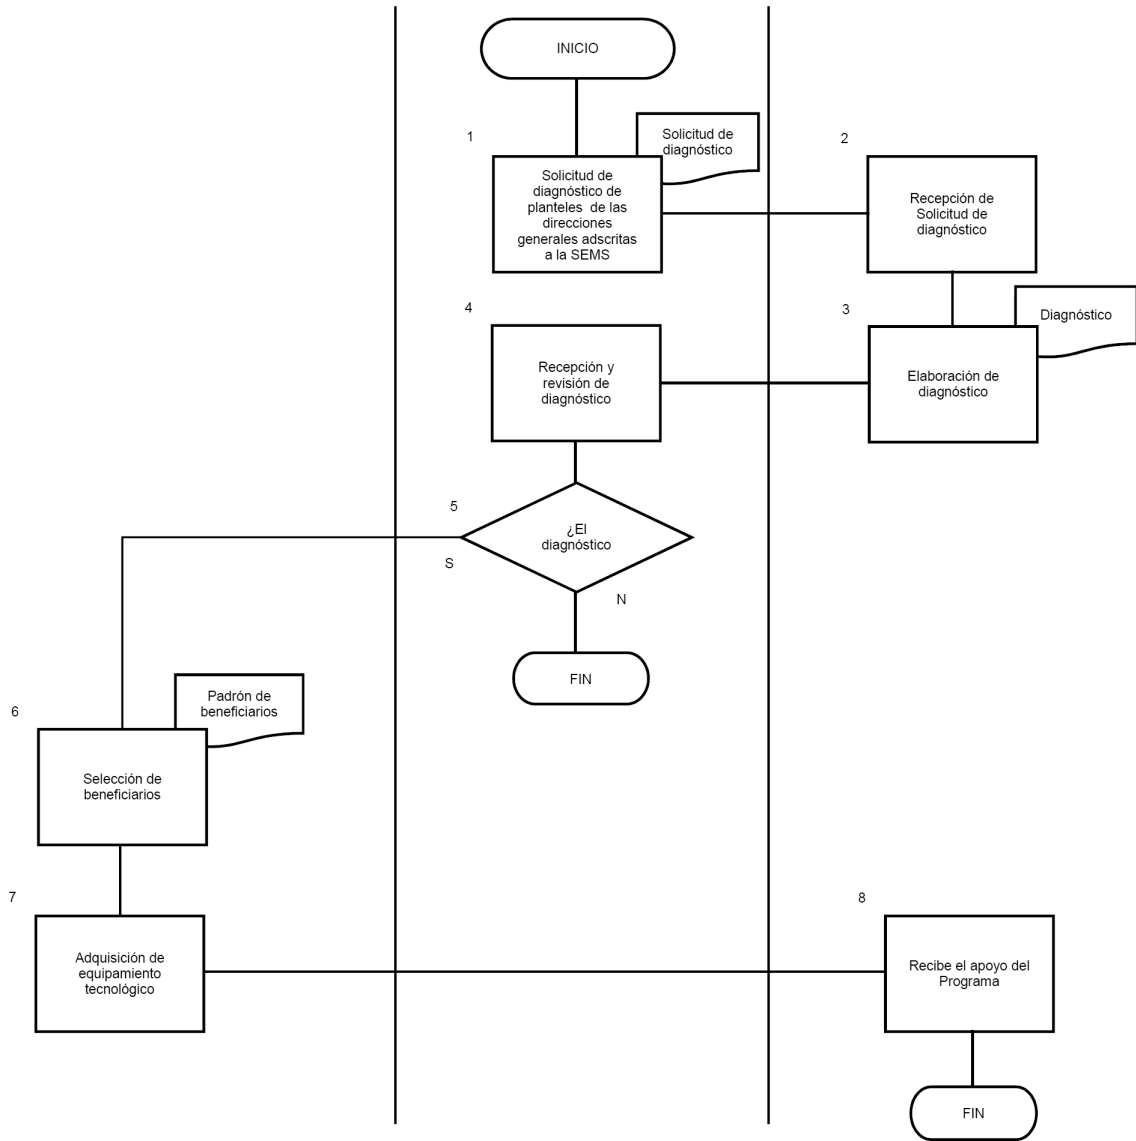 INICIO
1
Solicitud de
diagnóstico
Solicitud de
diagnóstico de
planteles de las
direcciones
generales adscritas
a la SEMS
2
Recepción de
Solicitud de
diagnóstico
3
Diagnóstico
Elaboración de
diagnóstico
4
Recepción y
revisión de
diagnóstico
5
¿El
diagnóstico
S
N
FIN
6
Padrón de
beneficiarios
Selección de
beneficiarios
7
Adquisición de
equipamiento
tecnológico
8
Recibe el apoyo del
Programa
FIN